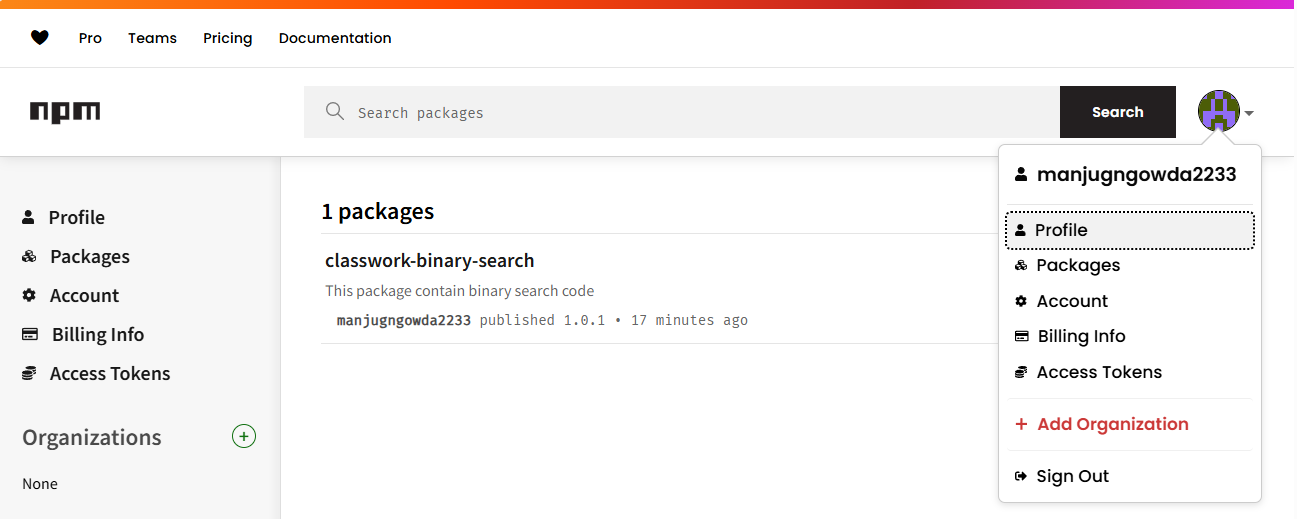 Pro Teams Pricing Documentation
npm
Search packages
Search
manjugngowda2233
Profile
Packages
Account
Billing Info
Access Tokens
Add Organization
Sign Out
Profile
Packages
Account
Billing Info
Access Tokens
Organizations
None
1 packages
classwork-binary-search
This package contain binary search code
manjugngowda2233 published 1.0.1 • 17 minutes ago